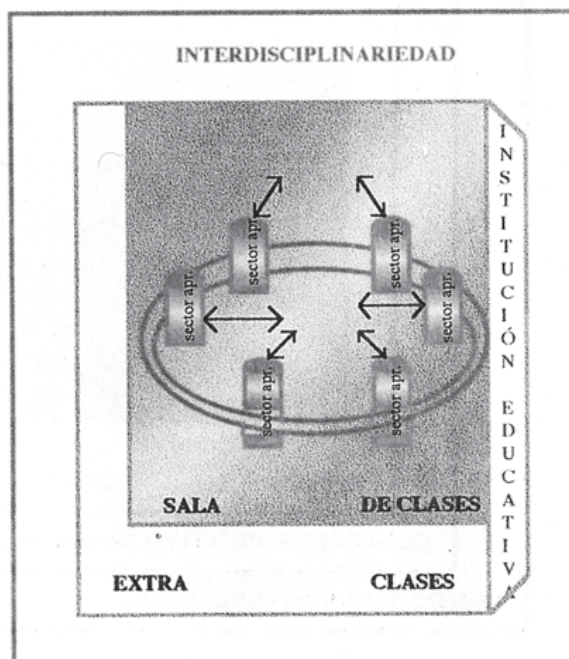 INTERDISCIPLINARIEDAD
INSTITUCIÓN EDUCATIVA
sector apr.
sector apr.
sector apr.
sector apr.
sector apr.
sector apr.
SALA DE CLASES
EXTRA CLASES